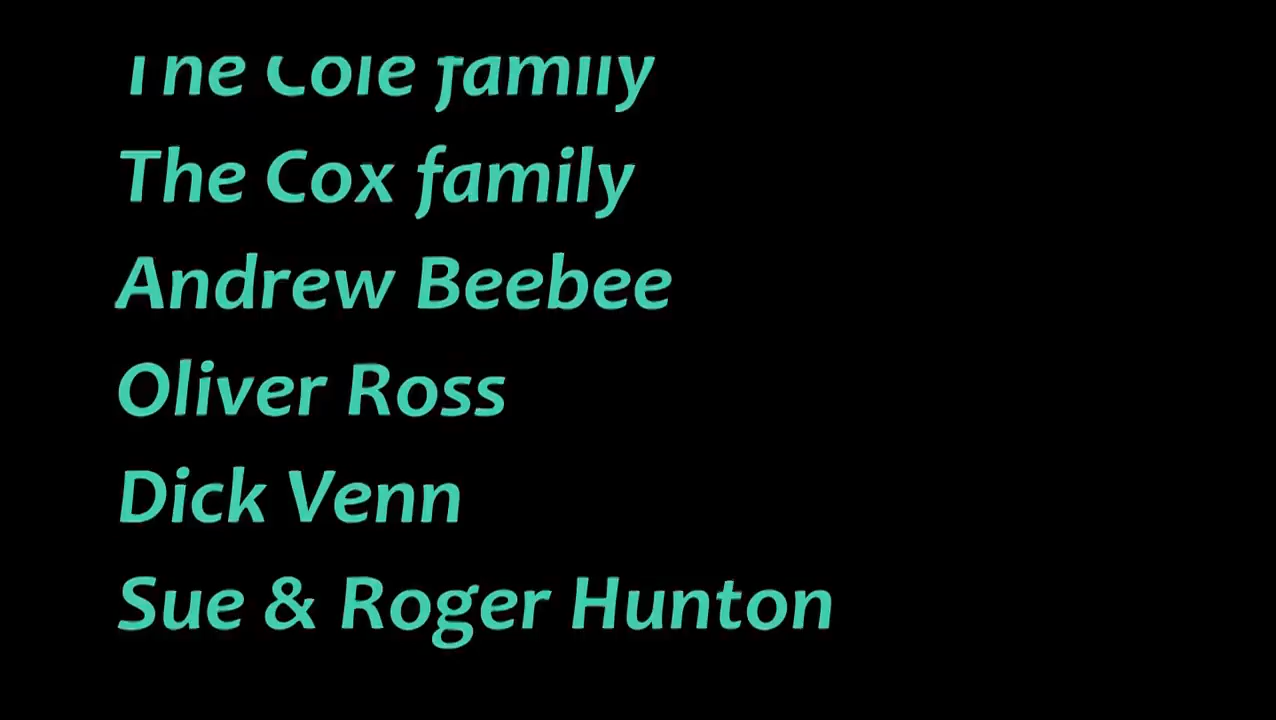 The Cole family
The Cox family
Andrew Beebee
Oliver Ross
Dick Venn
Sue & Roger Hunton